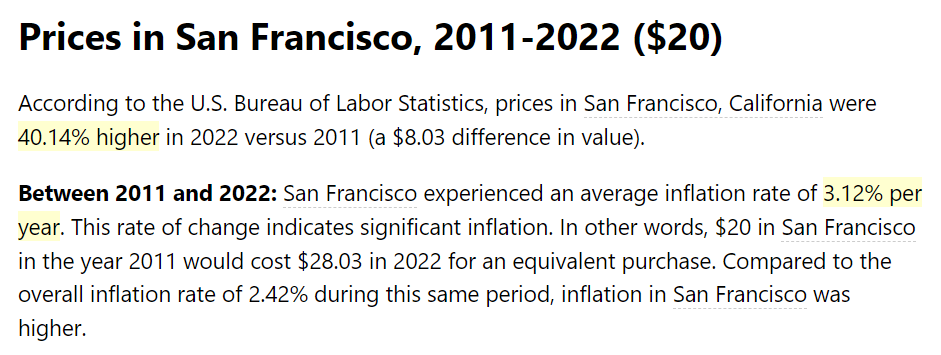 Prices in San Francisco, 2011-2022 ($20)
According to the U.S. Bureau of Labor Statistics, prices in San Francisco, California were
40.14% higher in 2022 versus 2011 (a $8.03 difference in value).
Between 2011 and 2022: San Francisco experienced an average inflation rate of 3.12% per
year. This rate of change indicates significant inflation. In other words, $20 in San Francisco
in the year 2011 would cost $28.03 in 2022 for an equivalent purchase. Compared to the
overall inflation rate of 2.42% during this same period, inflation in San Francisco was
higher.